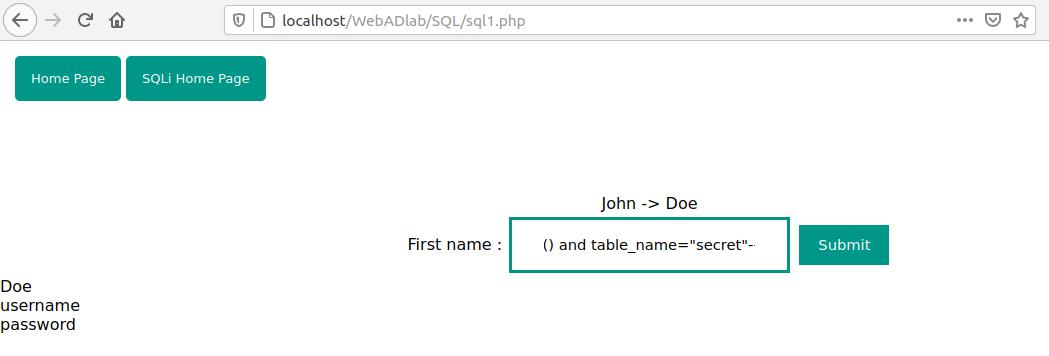 localhost/WebADlab/SQL/sql1.php
Home Page SQLi Home Page
John -> Doe
First name : () and table_name="secret"-- Submit
Doe
username
password